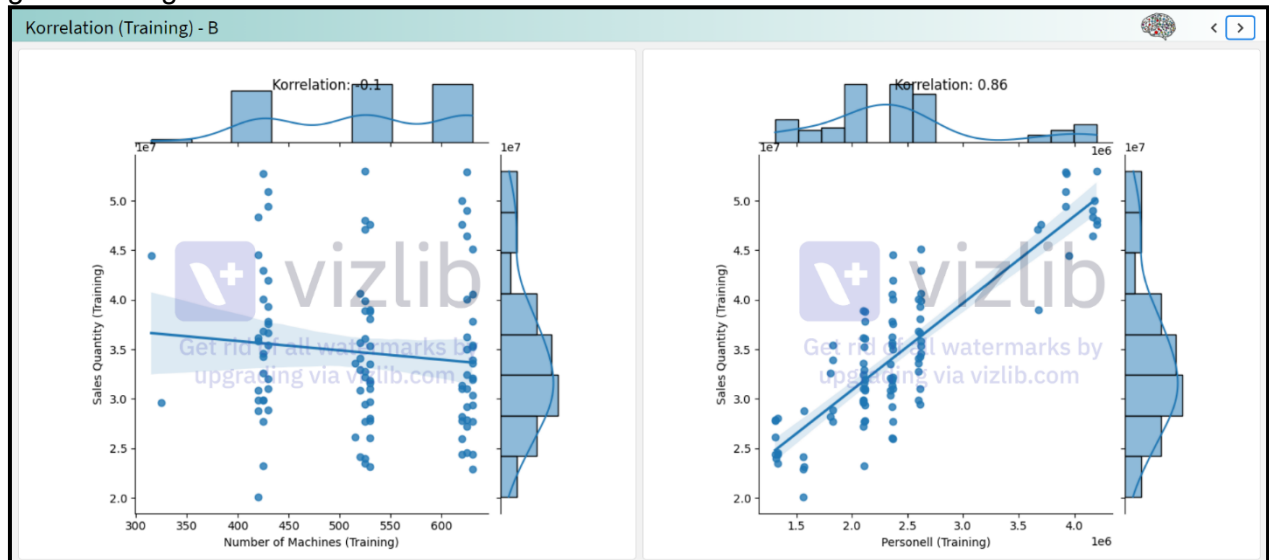 Korrelation (Training) - B
Korrelation: -0.1
1e7
1e7
5.0
4.5
4.0
3.5
3.0
2.5
2.0
Sales Quantity (Training)
300 350 400 450 500 550 600
Number of Machines (Training)
vizlib
Get rid of all watermarks by
upgrading via vizlib.com
Korrelation: 0.86
1e7
1e6
1e7
5.0
4.5
4.0
3.5
3.0
2.5
2.0
Sales Quantity (Training)
1.5 2.0 2.5 3.0 3.5 4.0
1e6
Personell (Training)
vizlib
Get rid of all watermarks by
upgrading via vizlib.com